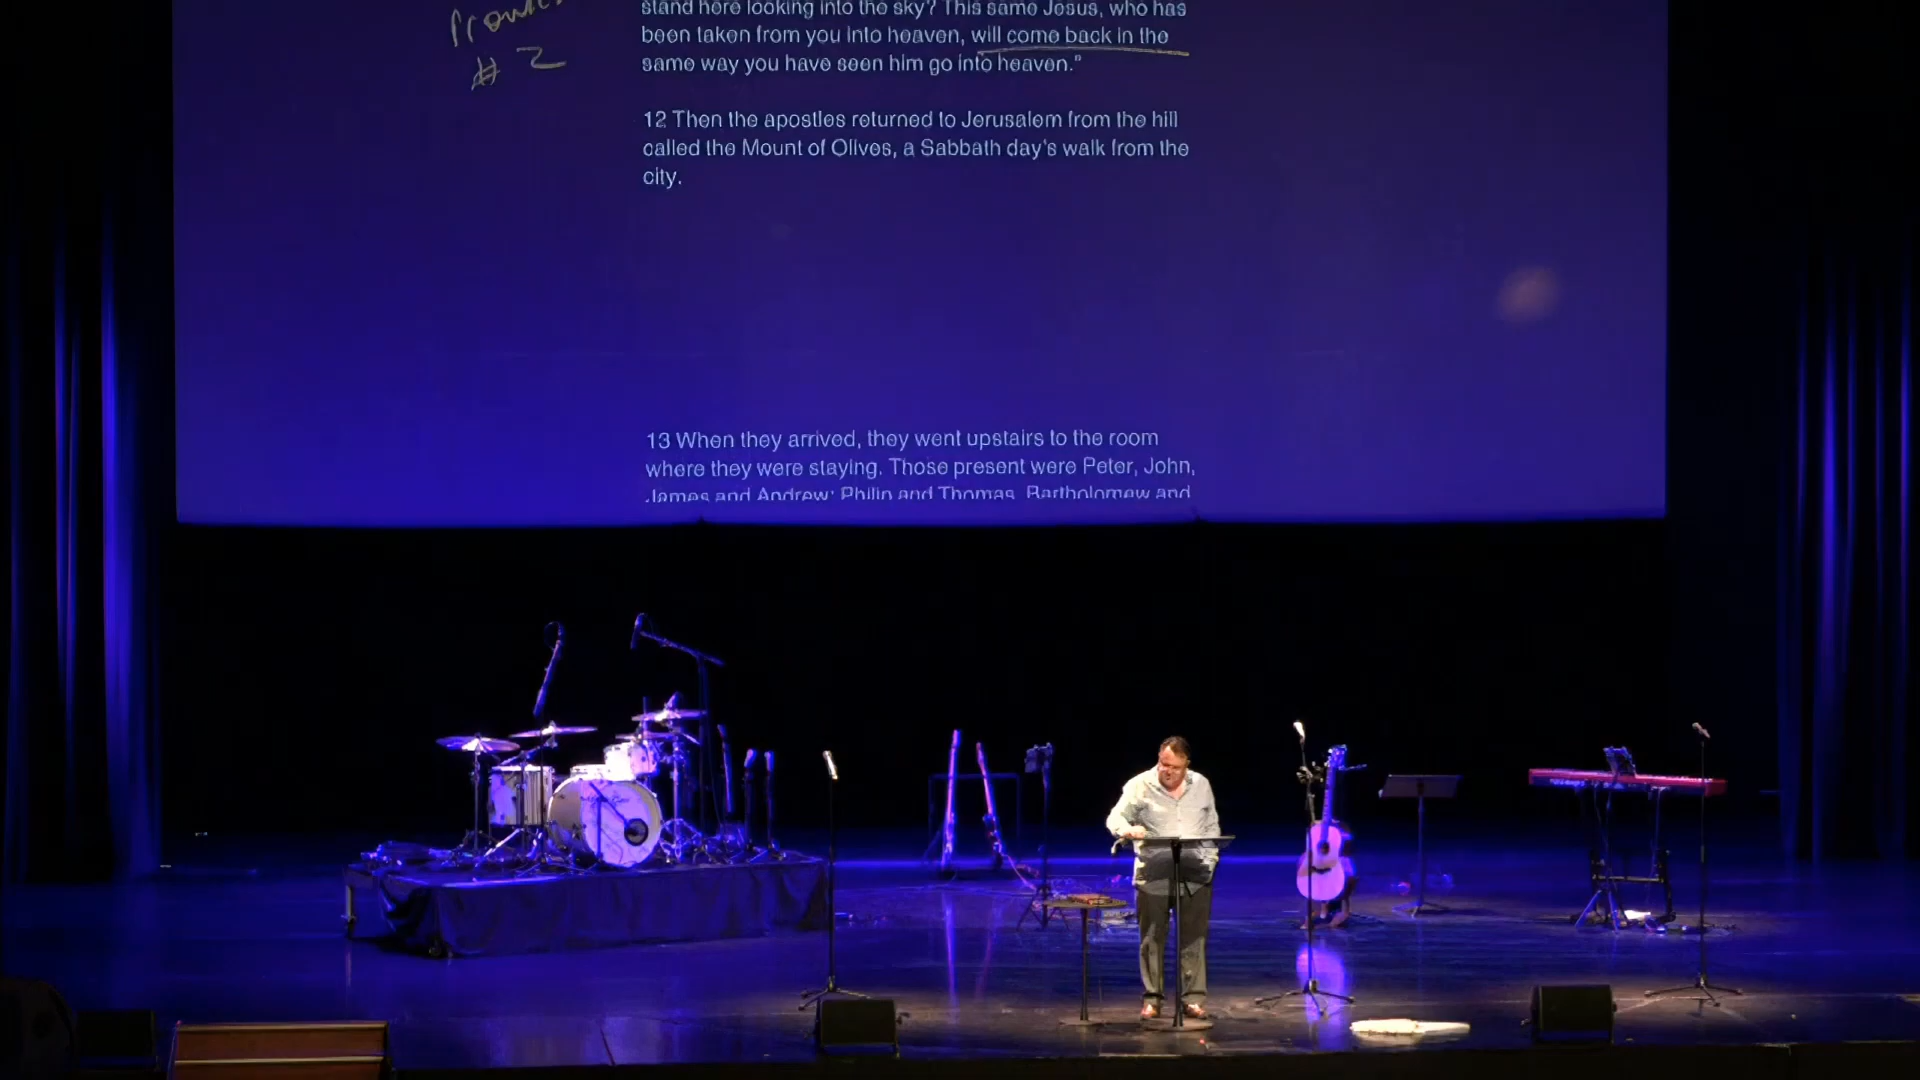 stand here looking into the sky? This same Jesus, who has
been taken from you into heaven, will come back in the
# 2
same way you have seen him go into heaven."
12 Then the apostles returned to Jerusalem from the hill
called the Mount of Olives, a Sabbath day's walk from the
city.
13 When they arrived, they went upstairs to the room
where they were staying. Those present were Peter, John,
James and Andrew; Philip and Thomas, Bartholomew and